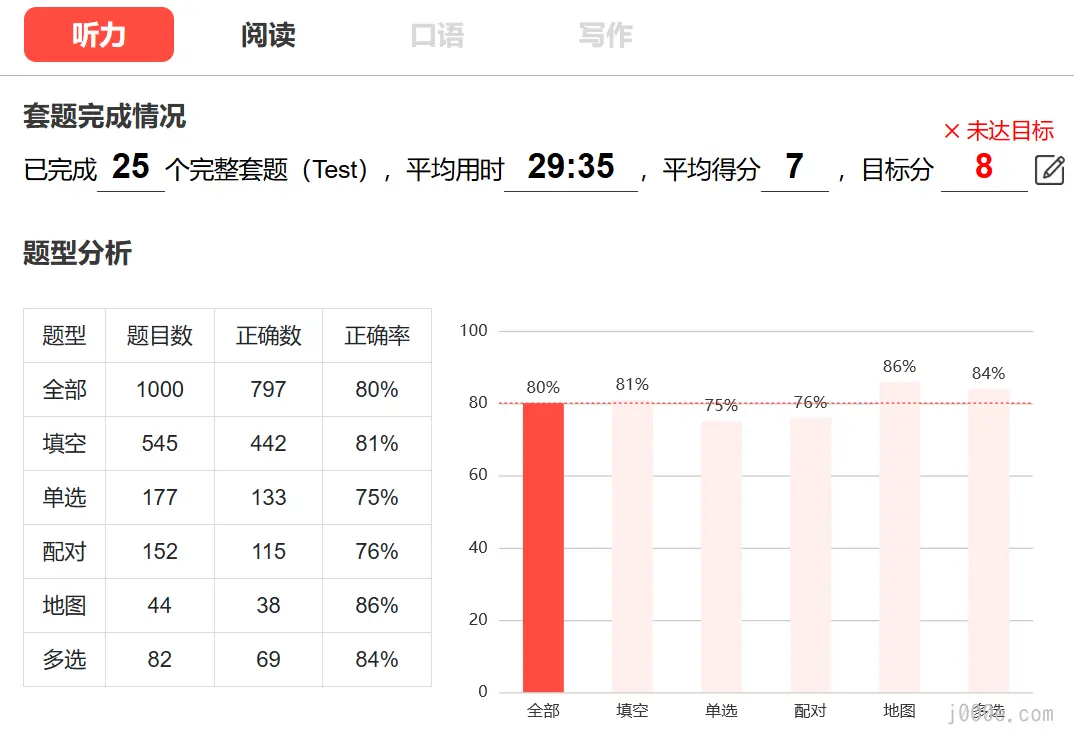 听力 阅读 口语 写作
套题完成情况
× 未达目标
已完成 25 个完整套题（Test），平均用时 29:35 ，平均得分 7 ，目标分 8
题型分析
题型 题目数 正确数 正确率
全部 1000 797 80%
填空 545 442 81%
单选 177 133 75%
配对 152 115 76%
地图 44 38 86%
多选 82 69 84%
100
80
60
40
20
0
80% 81% 75% 76% 86% 84%
全部 填空 单选 配对 地图 多选